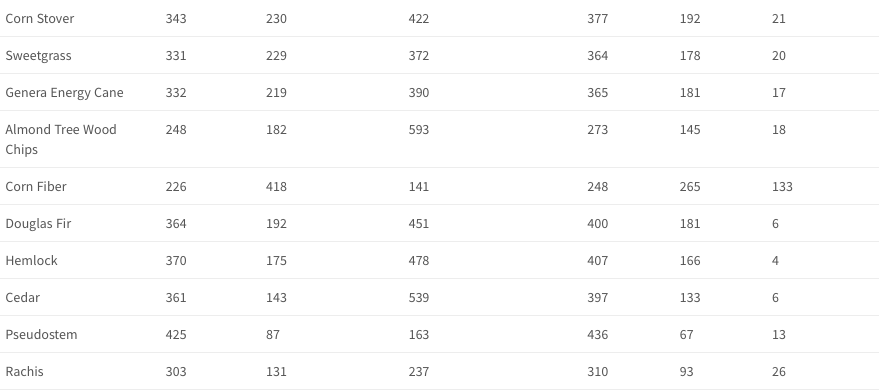 Corn Stover 343 230 422 377 192 21
Sweetgrass 331 229 372 364 178 20
Genera Energy Cane 332 219 390 365 181 17
Almond Tree Wood 248 182 593 273 145 18
Chips
Corn Fiber 226 418 141 248 265 133
Douglas Fir 364 192 451 400 181 6
Hemlock 370 175 478 407 166 4
Cedar 361 143 539 397 133 6
Pseudostem 425 87 163 436 67 13
Rachis 303 131 237 310 93 26